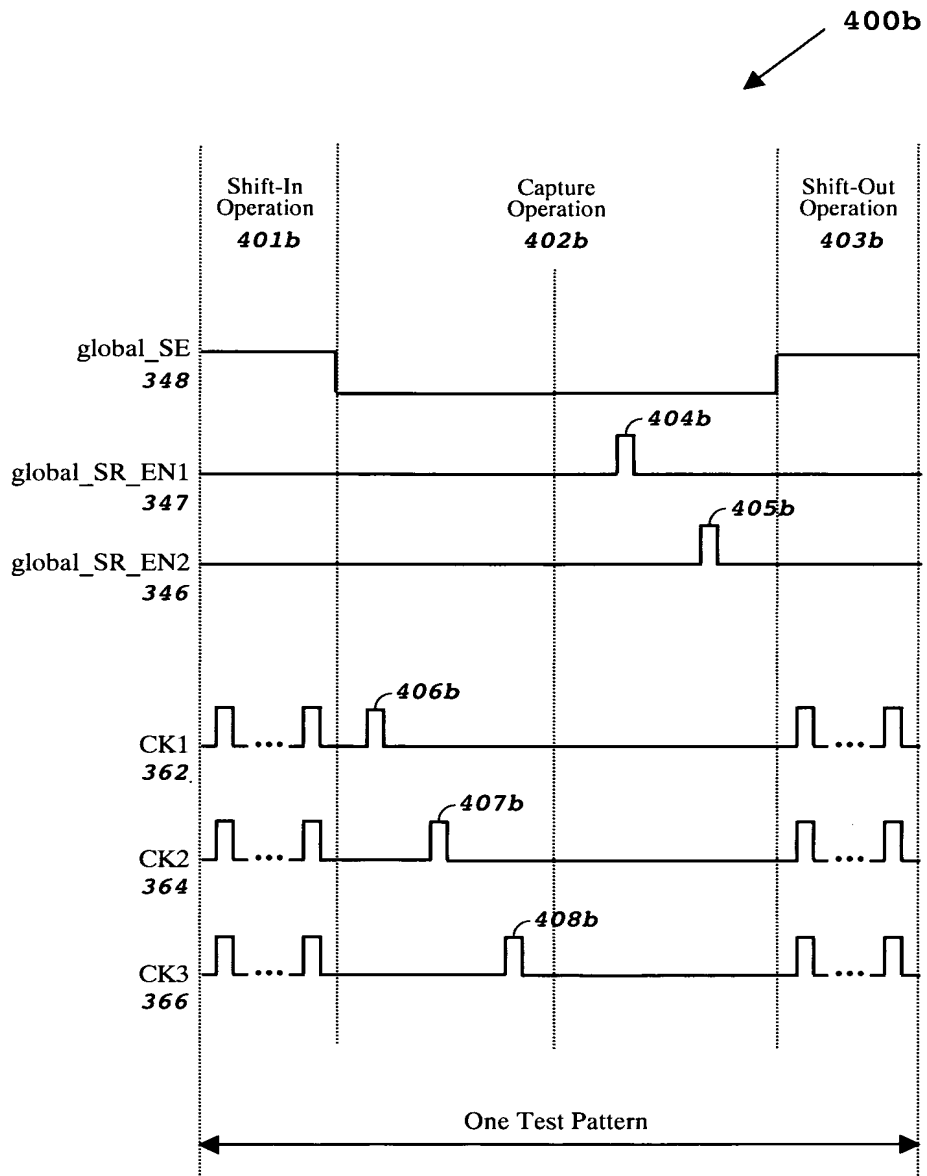 400b
Shift-In
Operation
401b
Capture
Operation
402b
Shift-Out
Operation
403b
global_SE
348
404b
global_SR_EN1
347
405b
global_SR_EN2
346
406b
CK1
362
407b
CK2
364
408b
CK3
366
One Test Pattern